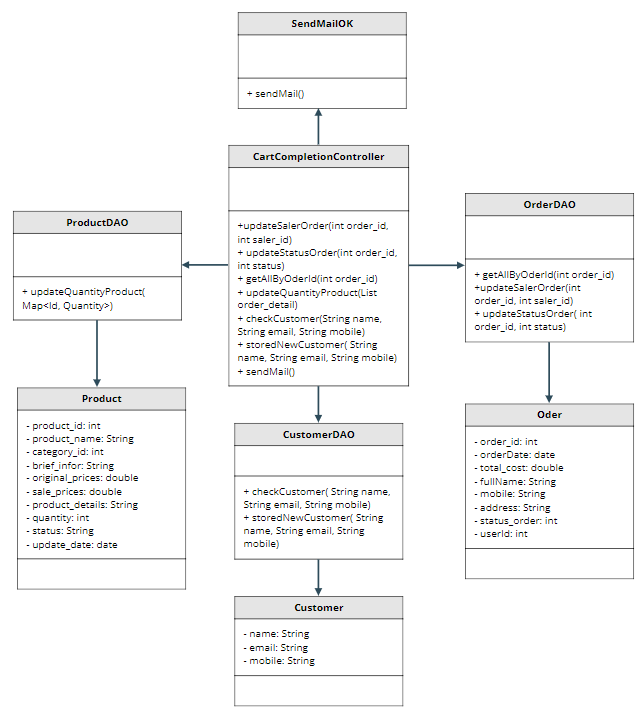 SendMailOK
+ sendMail()
CartCompletionController
+updateSalerOrder(int order_id,
int saler_id)
+ updateStatusOrder(int order_id,
int status)
+ getAllByOderId(int order_id)
+ updateQuantityProduct(List
order_detail)
+ checkCustomer(String name,
String email, String mobile)
+ storedNewCustomer( String
name, String email, String mobile)
+ sendMail()
ProductDAO
+ updateQuantityProduct(
Map<Id, Quantity>)
OrderDAO
+ getAllByOderId(int order_id)
+updateSalerOrder(int
order_id, int saler_id)
+ updateStatusOrder( int
order_id, int status)
Product
- product_id: int
- product_name: String
- category_id: int
- brief_infor: String
- original_prices: double
- sale_prices: double
- product_details: String
- quantity: int
- status: String
- update_date: date
CustomerDAO
+ checkCustomer( String name,
String email, String mobile)
+ storedNewCustomer( String
name, String email, String
mobile)
Oder
- order_id: int
- orderDate: date
- total_cost: double
- fullName: String
- mobile: String
- address: String
- status_order: int
- userId: int
Customer
- name: String
- email: String
- mobile: String